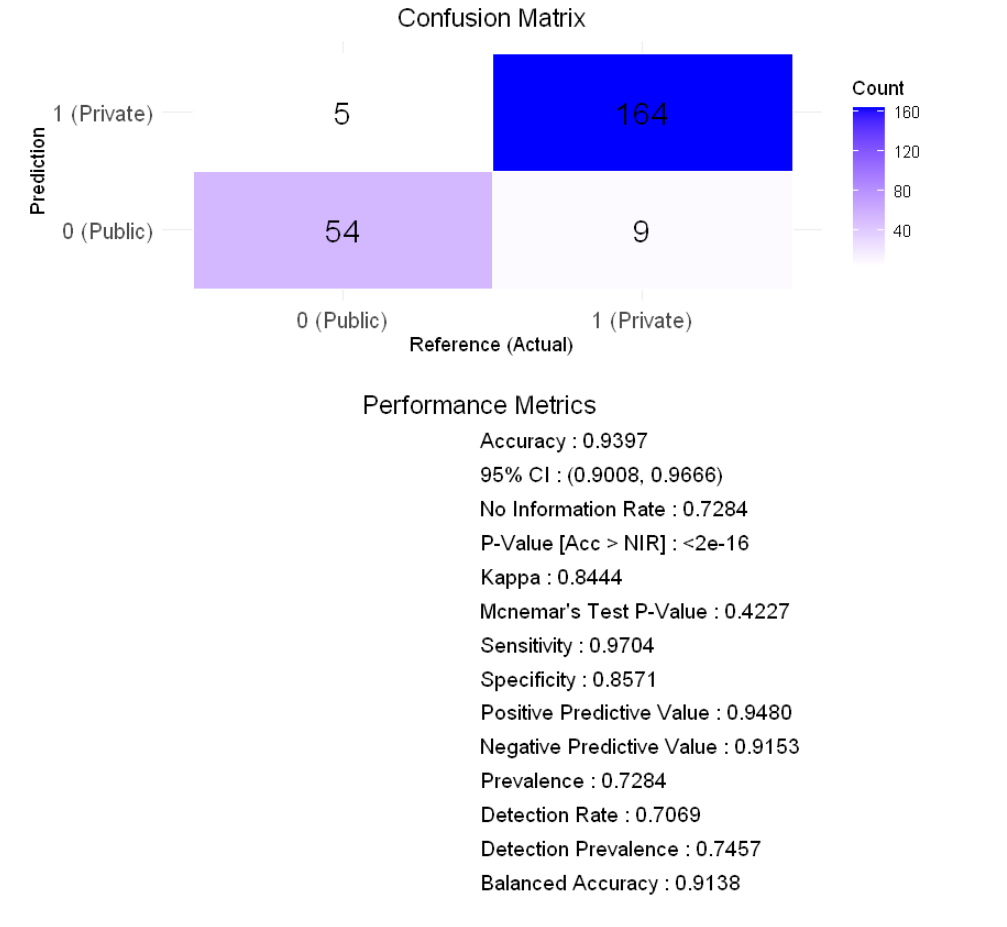 Confusion Matrix
Prediction
1 (Private)
5
164
0 (Public)
54
9
0 (Public)
1 (Private)
Reference (Actual)
Count
160
120
80
40
Performance Metrics
Accuracy : 0.9397
95% CI : (0.9008, 0.9666)
No Information Rate : 0.7284
P-Value [Acc > NIR] : <2e-16
Kappa : 0.8444
Mcnemar's Test P-Value : 0.4227
Sensitivity : 0.9704
Specificity : 0.8571
Positive Predictive Value : 0.9480
Negative Predictive Value : 0.9153
Prevalence : 0.7284
Detection Rate : 0.7069
Detection Prevalence : 0.7457
Balanced Accuracy : 0.9138